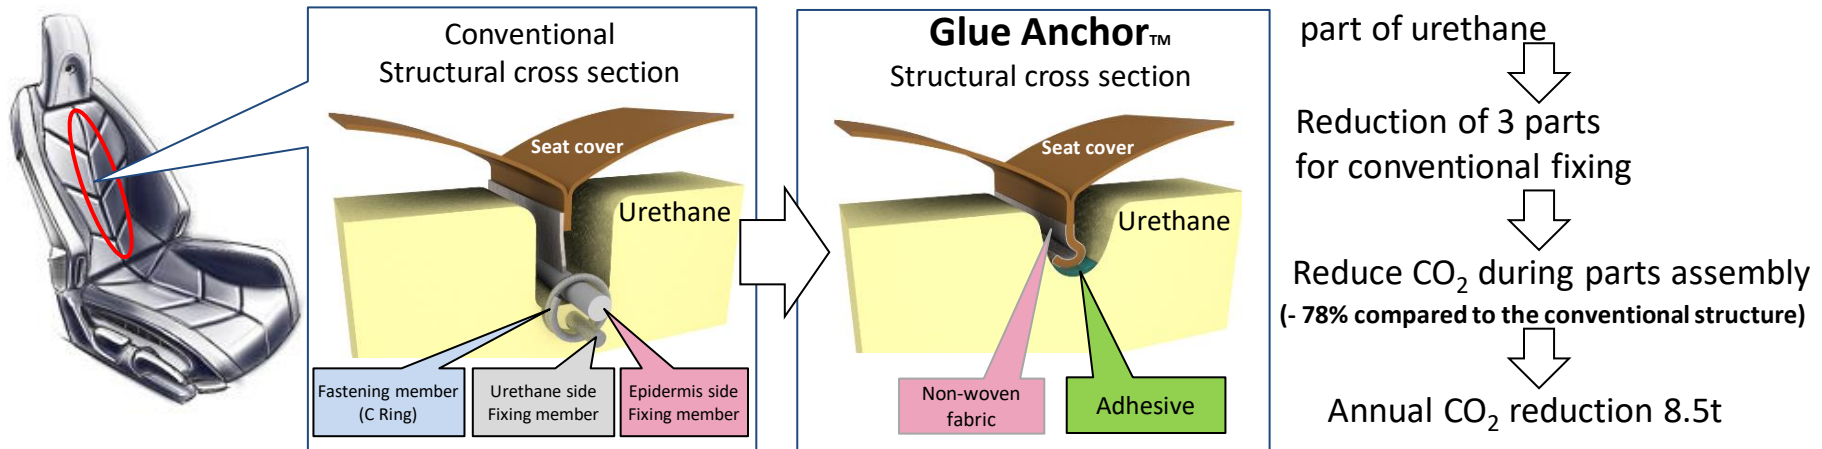 Conventional
Structural cross section
Seat cover
Urethane
Fastening member
(C Ring)
Urethane side
Fixing member
Epidermis side
Fixing member
Glue Anchor™
Structural cross section
Seat cover
Urethane
Non-woven
fabric
Adhesive
part of urethane
Reduction of 3 parts
for conventional fixing
Reduce CO₂ during parts assembly
(- 78% compared to the conventional structure)
Annual CO₂ reduction 8.5t